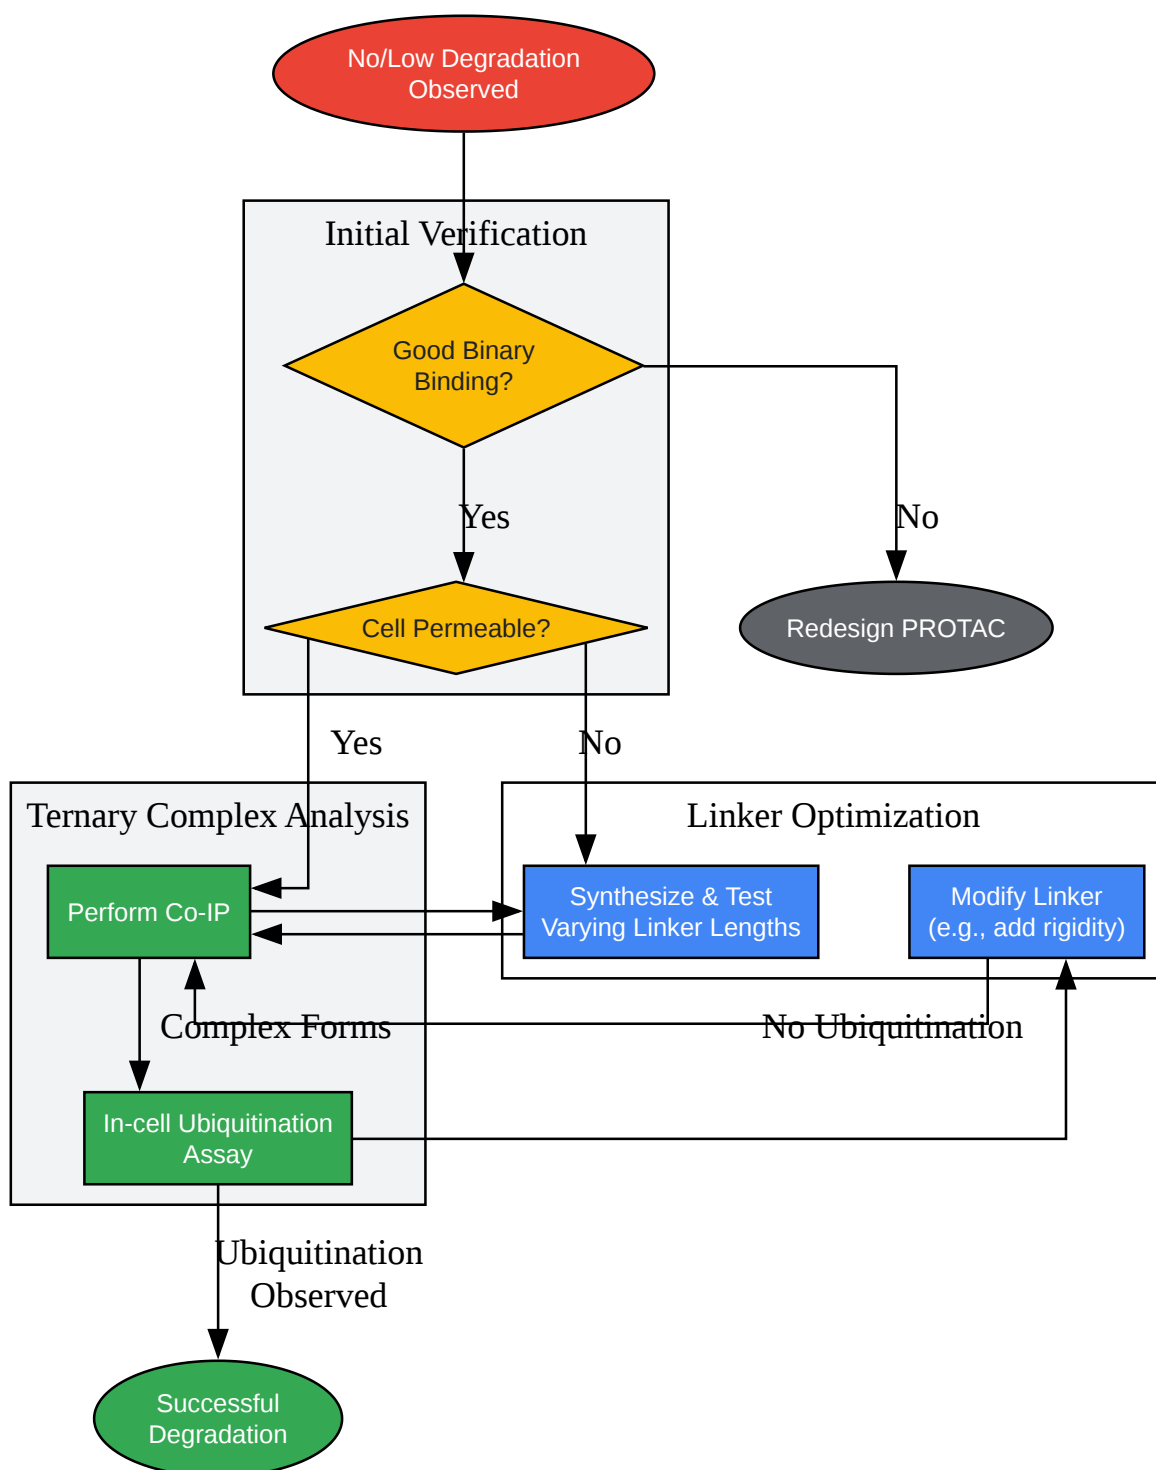 No/Low Degradation
Observed
Initial Verification
Good Binary
Binding?
Yes
No
Cell Permeable?
Redesign PROTAC
Yes
No
Ternary Complex Analysis
Linker Optimization
Perform Co-IP
Synthesize & Test
Varying Linker Lengths
Modify Linker
(e.g., add rigidity)
Complex Forms
No Ubiquitination
In-cell Ubiquitination
Assay
Ubiquitination
Observed
Successful
Degradation